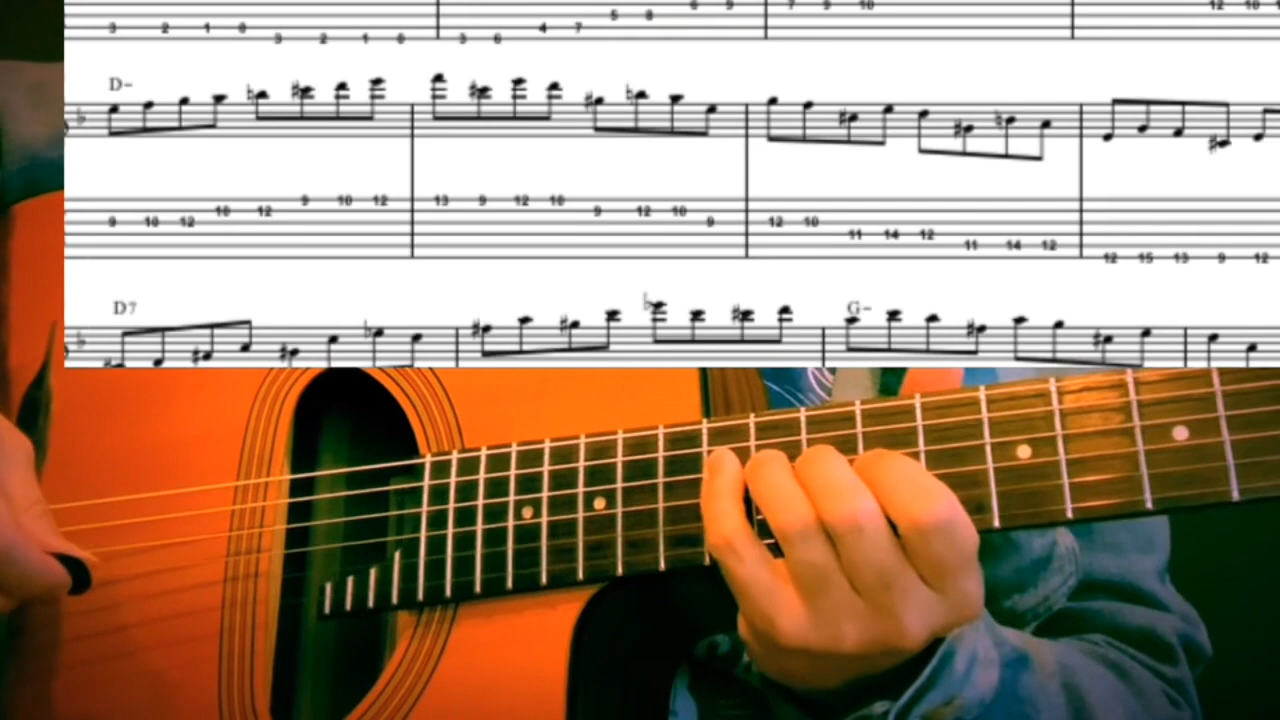 6 9 7 9 10 12 10
5 8
3 2 1 0 4 7
3 2 1 0 3 6
D-
9 10 12 13 9 12 10
10 12 9 12 10
9 10 12 9 12 10
11 14 12
11 14 12
12 15 13 9 12
D7 G-